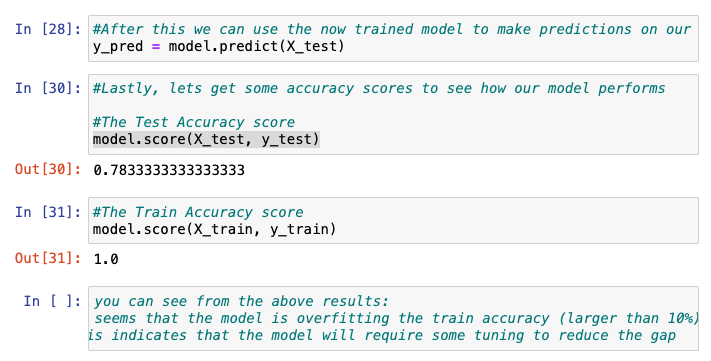 In [28]: #After this we can use the now trained model to make predictions on our
y_pred = model.predict(X_test)
In [30]: #Lastly, lets get some accuracy scores to see how our model performs
#The Test Accuracy score
model.score(X_test, y_test)
Out[30]: 0.7833333333333333
In [31]: #The Train Accuracy score
model.score(X_train, y_train)
Out[31]: 1.0
In [ ]: you can see from the above results:
seems that the model is overfitting the train accuracy (larger than 10%)
is indicates that the model will require some tuning to reduce the gap